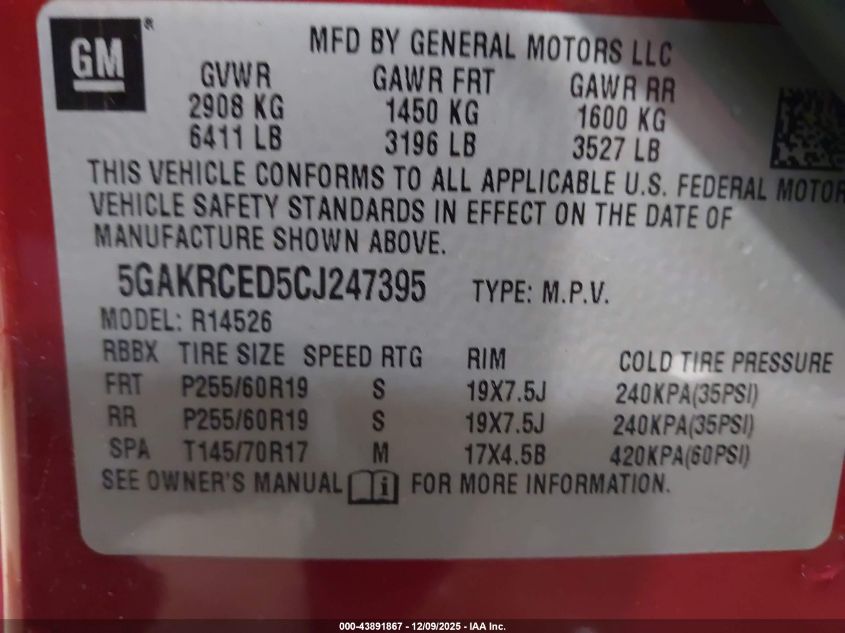 GM®
MFD BY GENERAL MOTORS LLC
GVWR GAWR FRT GAWR RR
2908 KG 1450 KG 1600 KG
6411 LB 3196 LB 3527 LB
THIS VEHICLE CONFORMS TO ALL APPLICABLE U.S. FEDERAL MOTOR
VEHICLE SAFETY STANDARDS IN EFFECT ON THE DATE OF
MANUFACTURE SHOWN ABOVE.
5GAKRCED5CJ247395 TYPE: M.P.V.
MODEL: R14526
RBBX TIRE SIZE SPEED RTG RIM COLD TIRE PRESSURE
FRT P255/60R19 S 19X7.5J 240KPA(35PSI)
RR P255/60R19 S 19X7.5J 240KPA(35PSI)
SPA T145/70R17 M 17X4.5B 420KPA(60PSI)
SEE OWNER'S MANUAL i FOR MORE INFORMATION.
000-43891867 - 12/09/2025 - IAA Inc.